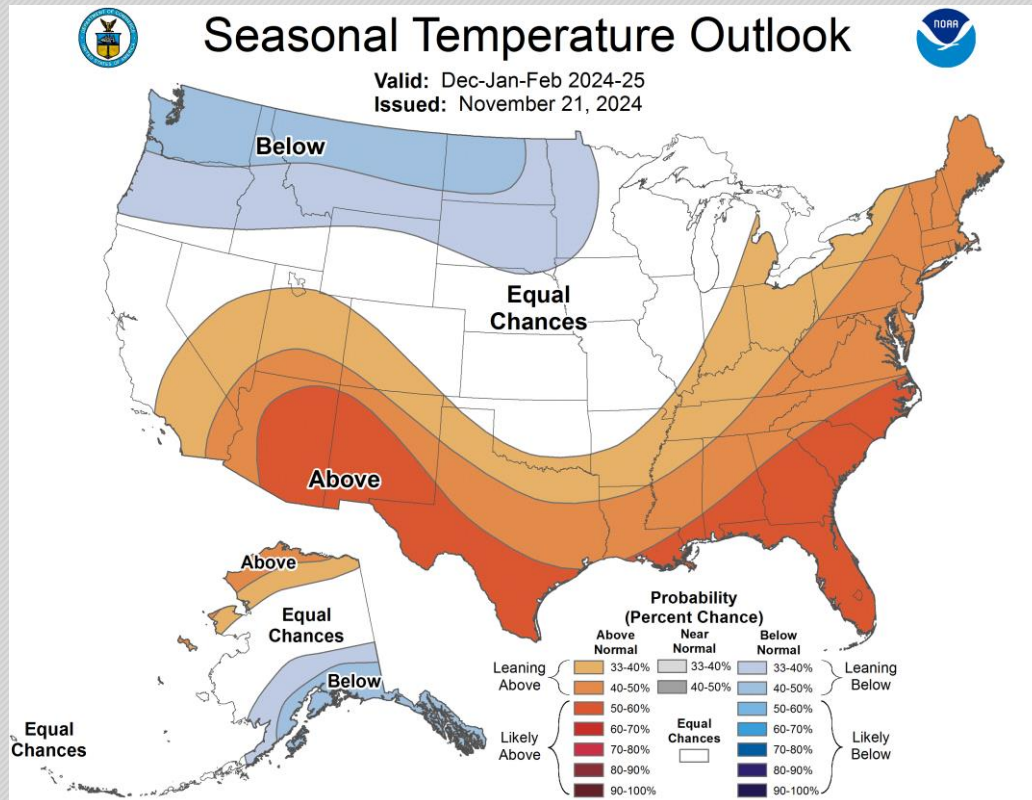 Seasonal Temperature Outlook
NOAA
Valid: Dec-Jan-Feb 2024-25
Issued: November 21, 2024
Below
Equal
Chances
Above
Above
Equal
Chances
Below
Equal
Chances
Probability
(Percent Chance)
Above
Normal
Near
Normal
Below
Normal
Leaning
Above
33-40%
40-50%
33-40%
40-50%
33-40%
40-50%
Leaning
Below
Likely
Above
50-60%
60-70%
70-80%
80-90%
90-100%
Equal
Chances
50-60%
60-70%
70-80%
80-90%
90-100%
Likely
Below